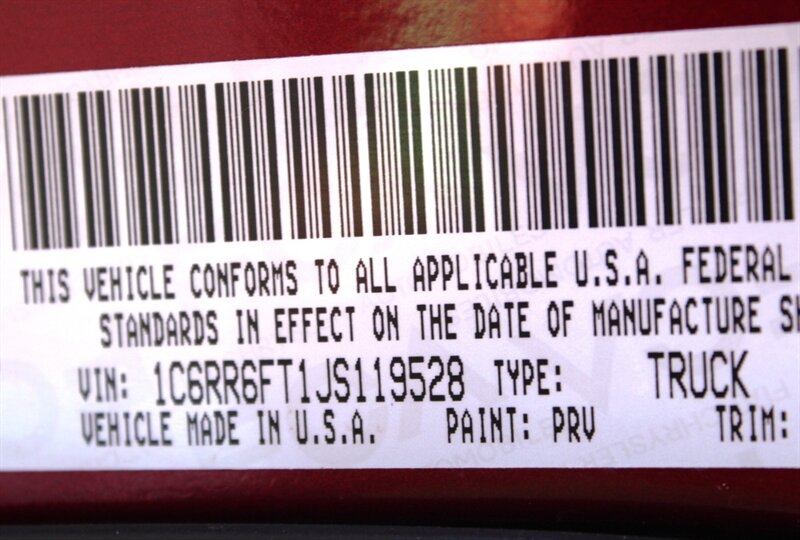 THIS VEHICLE CONFORMS TO ALL APPLICABLE U.S.A. FEDERAL
STANDARDS IN EFFECT ON THE DATE OF MANUFACTURE
VIN: 1C6RR6FT1JS119528 TYPE: TRUCK
VEHICLE MADE IN U.S.A. PAINT: PRV TRIM: